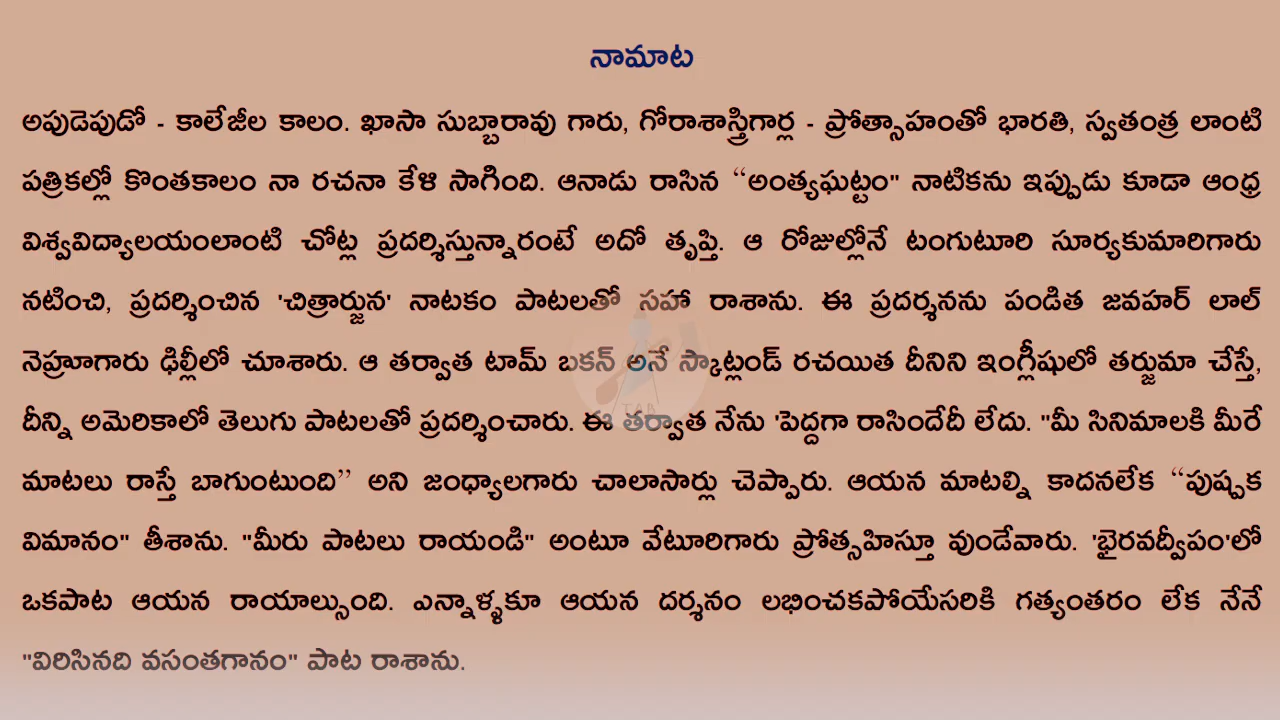 నామాట
అపుడెపుడో - కాలేజీల కాలం. ఖాసా సుబ్బారావు గారు, గోరాశాస్త్రిగార్ల - ప్రోత్సాహంతో భారతి, స్వతంత్ర లాంటి
పత్రికల్లో కొంతకాలం నా రచనా కేళి సాగింది. ఆనాడు రాసిన “అంత్యఘట్టం" నాటికను ఇప్పుడు కూడా ఆంధ్ర
విశ్వవిద్యాలయంలాంటి చోట్ల ప్రదర్శిస్తున్నారంటే అదో తృప్తి. ఆ రోజుల్లోనే టంగుటూరి సూర్యకుమారిగారు
నటించి, ప్రదర్శించిన 'చిత్రార్జున' నాటకం పాటలతో సహా రాశాను. ఈ ప్రదర్శనను పండిత జవహర్ లాల్
నెహ్రూగారు ఢిల్లీలో చూశారు. ఆ తర్వాత టామ్ బకన్ అనే స్కాట్లండ్ రచయిత దీనిని ఇంగ్లీషులో తర్జుమా చేస్తే,
దీన్ని అమెరికాలో తెలుగు పాటలతో ప్రదర్శించారు. ఈ తర్వాత నేను 'పెద్దగా రాసిందేదీ లేదు. "మీ సినిమాలకి మీరే
మాటలు రాస్తే బాగుంటుంది” అని జంధ్యాలగారు చాలాసార్లు చెప్పారు. ఆయన మాటల్ని కాదనలేక “పుష్పక
విమానం" తీశాను. "మీరు పాటలు రాయండి" అంటూ వేటూరిగారు ప్రోత్సహిస్తూ వుండేవారు. 'భైరవద్వీపం'లో
ఒకపాట ఆయన రాయాల్సుంది. ఎన్నాళ్ళకూ ఆయన దర్శనం లభించకపోయేసరికి గత్యంతరం లేక నేనే
"విరిసినది వసంతగానం" పాట రాశాను.
TAB